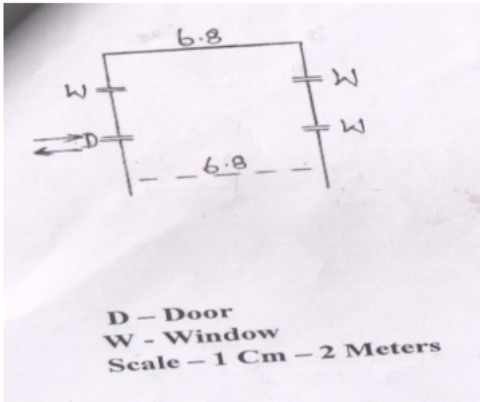 6.8
W
W
D
W
6.8
D – Door
W - Window
Scale – 1 Cm – 2 Meters